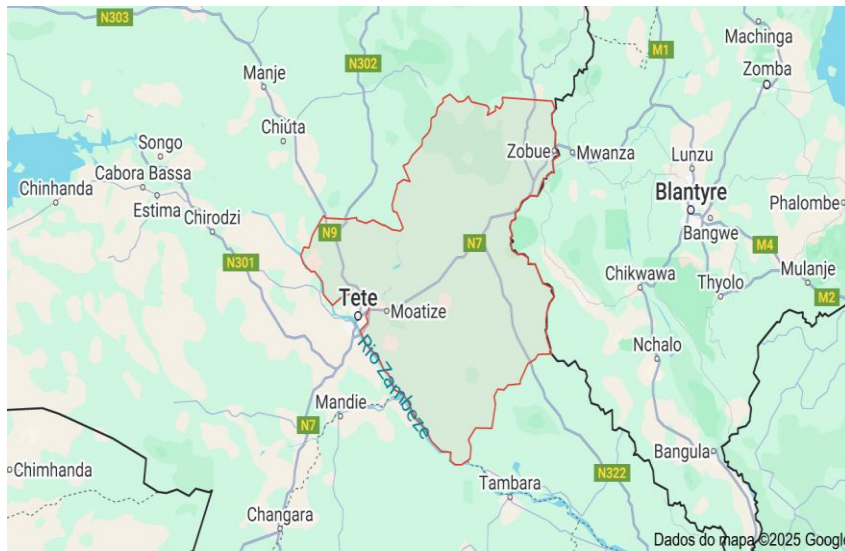 N303
Machinga
M1
N302
Manje
Zomba
Chiúta
Songo
Zobue
Mwanza
Lunzu
Cabora Bassa
Chinhanda
Estima
Blantyre
Phalombe
Chirodzi
Bangwe
N9
N7
M4
N301
Chikwawa
Thyolo
Mulanje
M2
Tete
Moatize
Rio Zambeze
Nchalo
Mandie
N7
Bangula
Chimhanda
N322
Tambara
Changara
Dados do mapa ©2025 Google